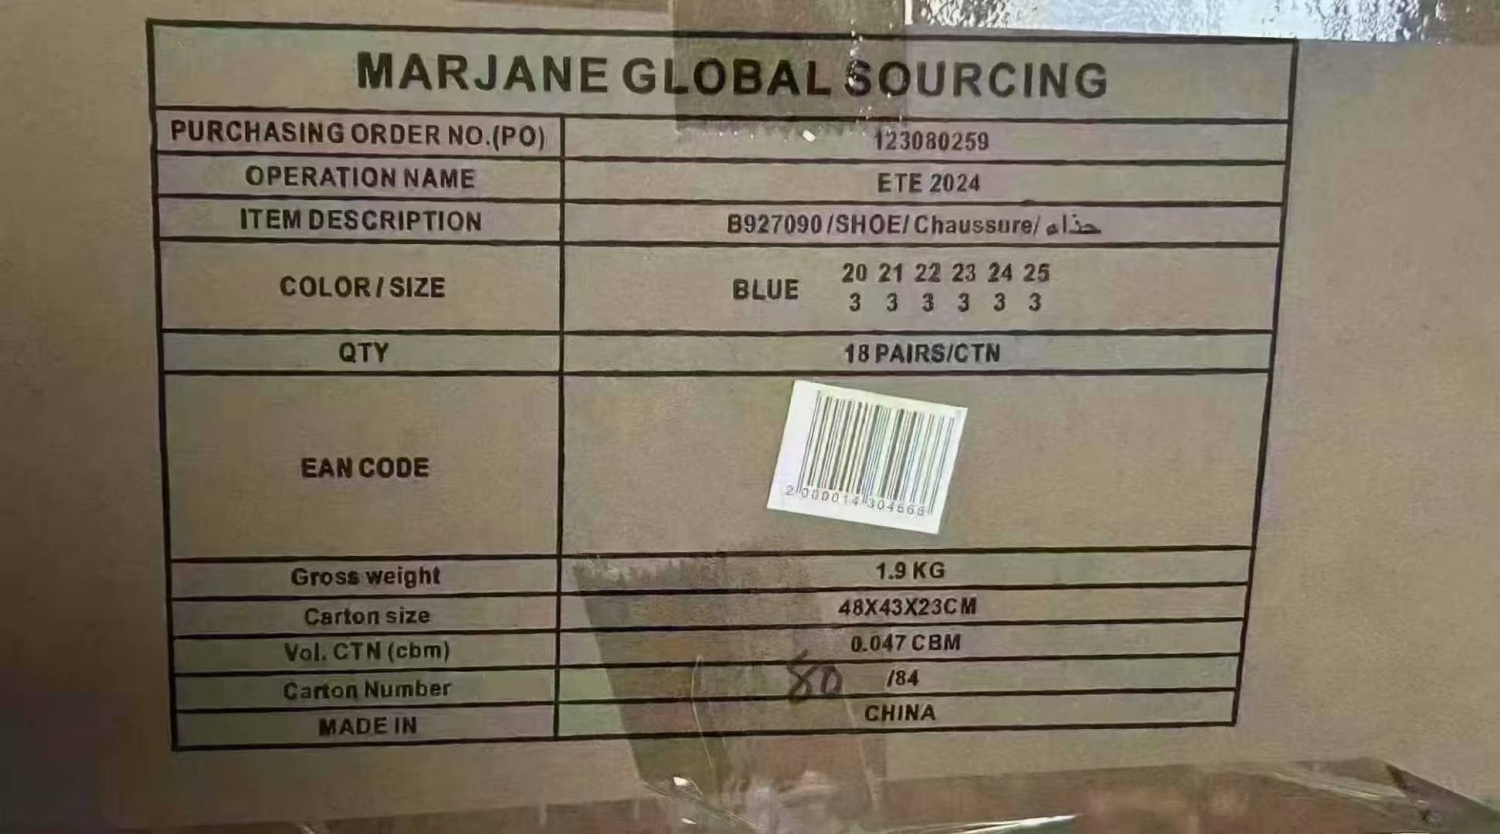 MARJANE GLOBAL SOURCING
PURCHASING ORDER NO.(PO) 123080259
OPERATION NAME ETE 2024
ITEM DESCRIPTION B927090/SHOE/Chaussure/حذاء
COLOR/SIZE BLUE 20 21 22 23 24 25
3 3 3 3 3 3
QTY 18 PAIRS/CTN
EAN CODE
2 000014 304668
Gross weight 1.9 KG
Carton size 48X43X23CM
Vol. CTN (cbm) 0.047 CBM
Carton Number 80 /84
MADE IN CHINA